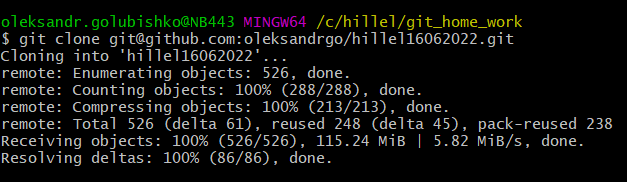 oleksandr.golubishko@NB443 MINGW64 /c/hillel/git_home_work
$ git clone git@github.com:oleksandrgo/hillel16062022.git
Cloning into 'hillel16062022'...
remote: Enumerating objects: 526, done.
remote: Counting objects: 100% (288/288), done.
remote: Compressing objects: 100% (213/213), done.
remote: Total 526 (delta 61), reused 248 (delta 45), pack-reused 238
Receiving objects: 100% (526/526), 115.24 MiB | 5.82 MiB/s, done.
Resolving deltas: 100% (86/86), done.